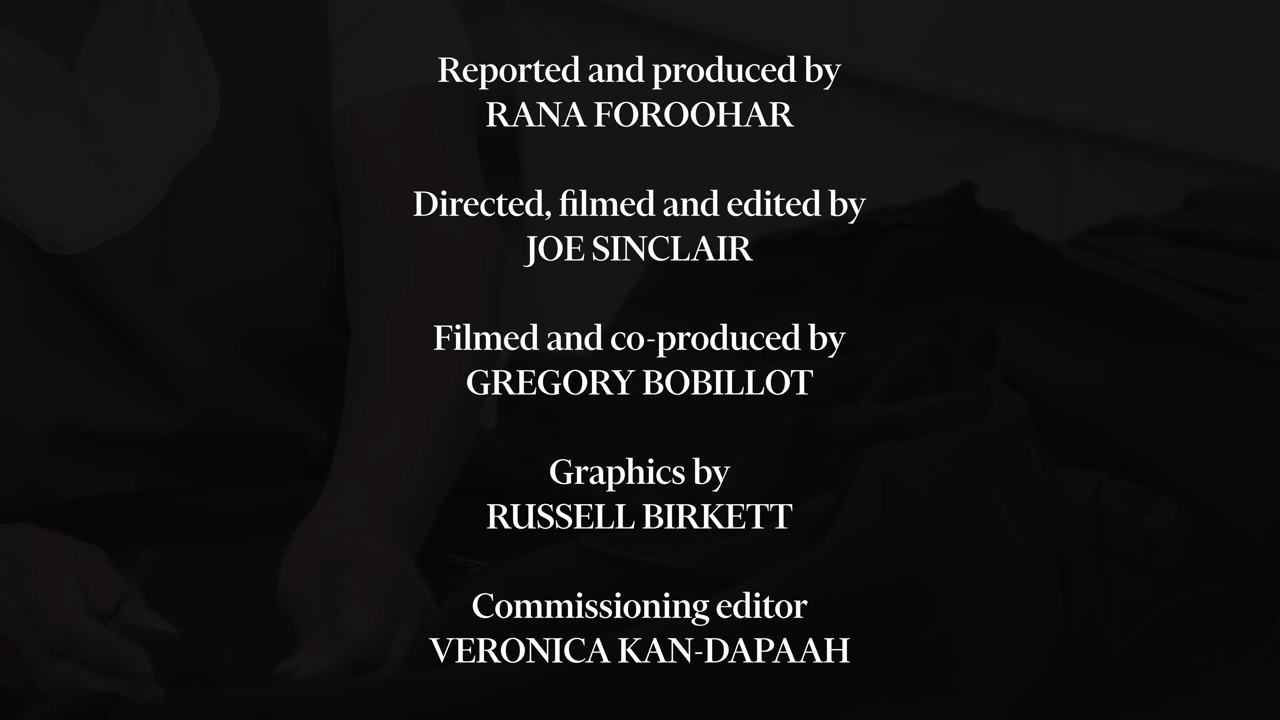 Reported and produced by
RANA FOROOHAR
Directed, filmed and edited by
JOE SINCLAIR
Filmed and co-produced by
GREGORY BOBILLOT
Graphics by
RUSSELL BIRKETT
Commissioning editor
VERONICA KAN-DAPAAH